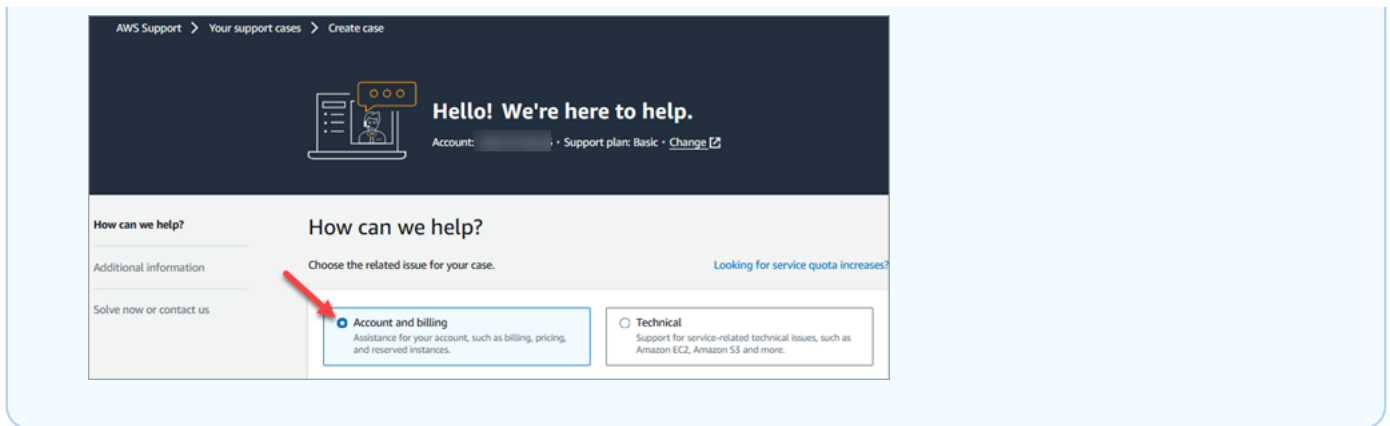 AWS Support > Your support cases > Create case
Hello! We're here to help.
Account: • Support plan: Basic • Change
How can we help?
Additional information
Solve now or contact us
How can we help?
Choose the related issue for your case.
Looking for service quota increases?
Account and billing
Assistance for your account, such as billing, pricing,
and reserved instances.
Technical
Support for service-related technical issues, such as
Amazon EC2, Amazon S3 and more.